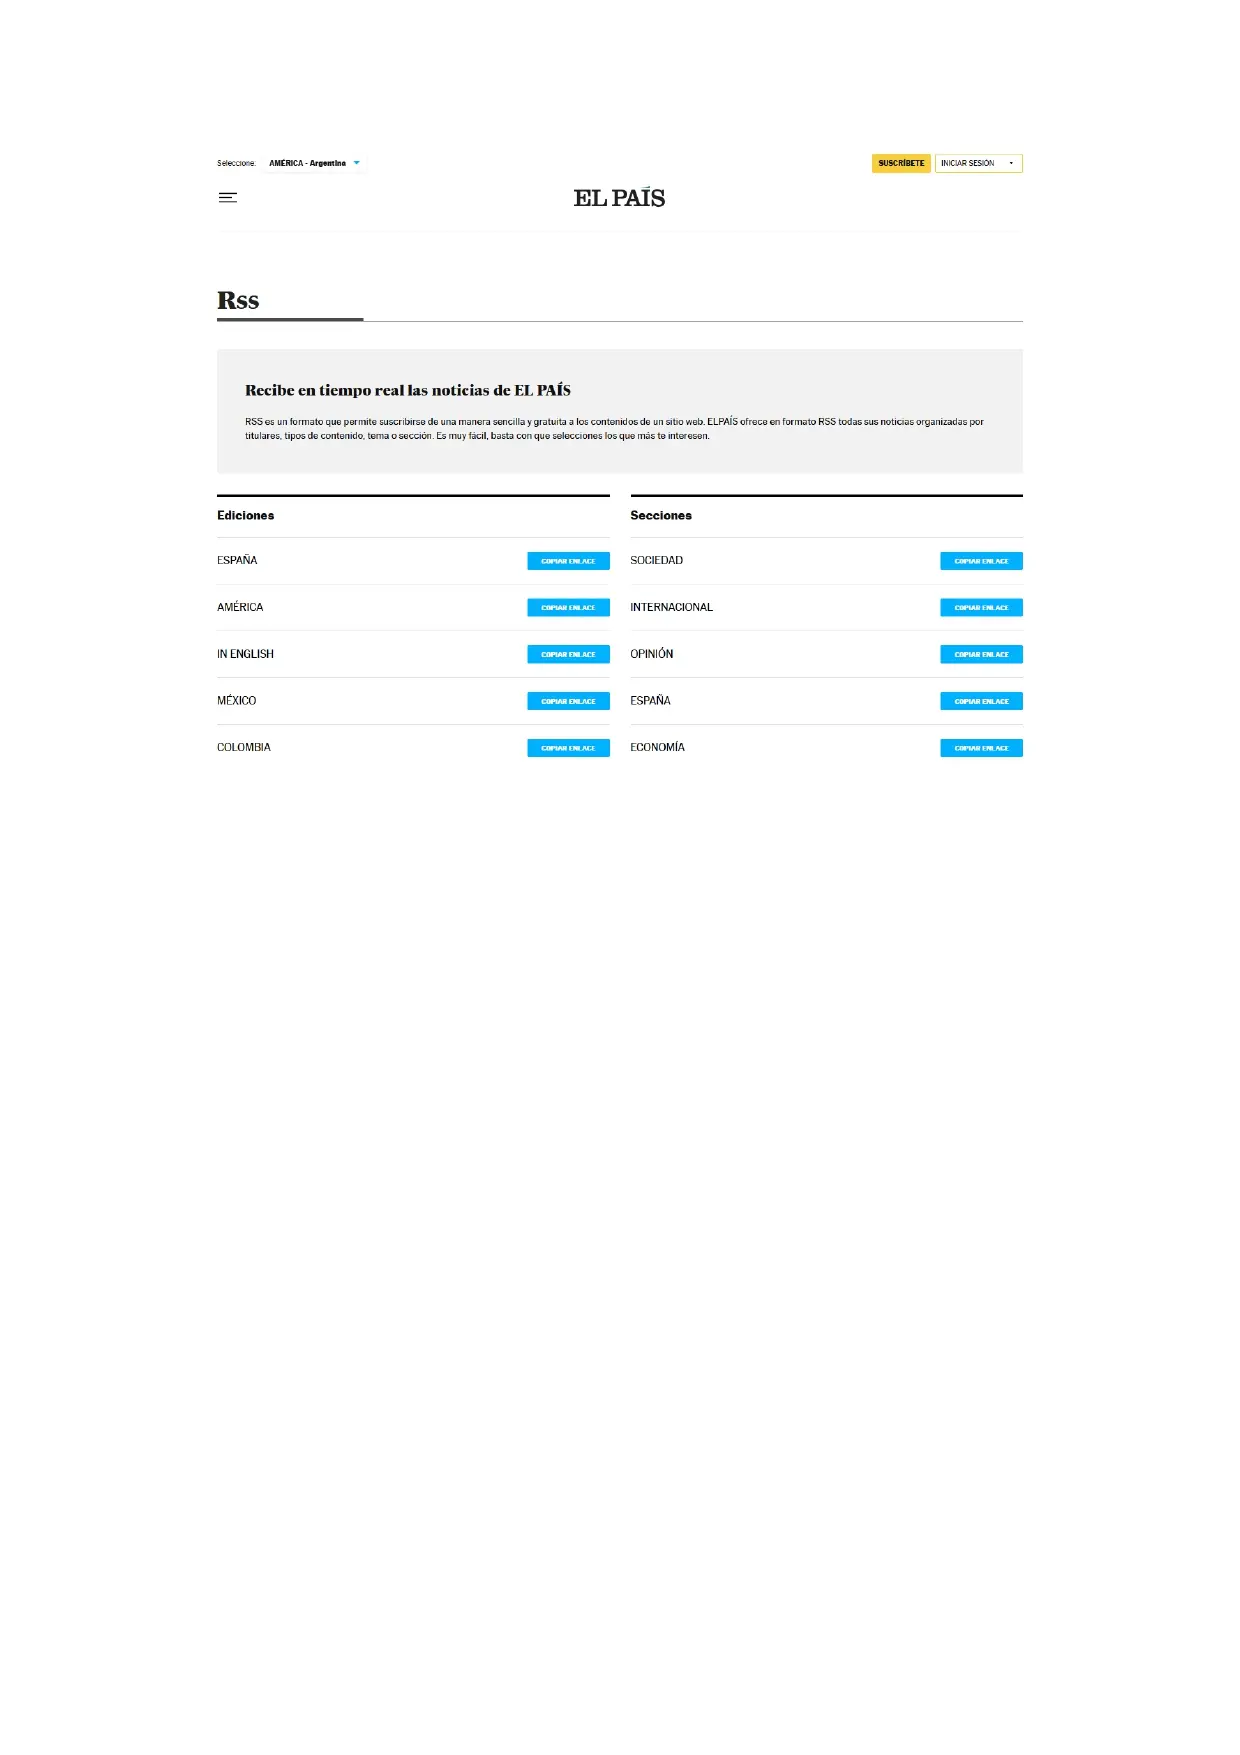 Seleccione: AMÉRICA - Argentina
SUSCRÍBETE INICIAR SESIÓN
EL PAÍS
Rss
Recibe en tiempo real las noticias de EL PAÍS
RSS es un formato que permite suscribirse de una manera sencilla y gratuita a los contenidos de un sitio web. ELPAÍS ofrece en formato RSS todas sus noticias organizadas por
titulares, tipos de contenido, tema o sección. Es muy fácil, basta con que selecciones los que más te interesen.
Ediciones
ESPAÑA COPIAR ENLACE
AMÉRICA COPIAR ENLACE
IN ENGLISH COPIAR ENLACE
MÉXICO COPIAR ENLACE
COLOMBIA COPIAR ENLACE
Secciones
SOCIEDAD COPIAR ENLACE
INTERNACIONAL COPIAR ENLACE
OPINIÓN COPIAR ENLACE
ESPAÑA COPIAR ENLACE
ECONOMÍA COPIAR ENLACE